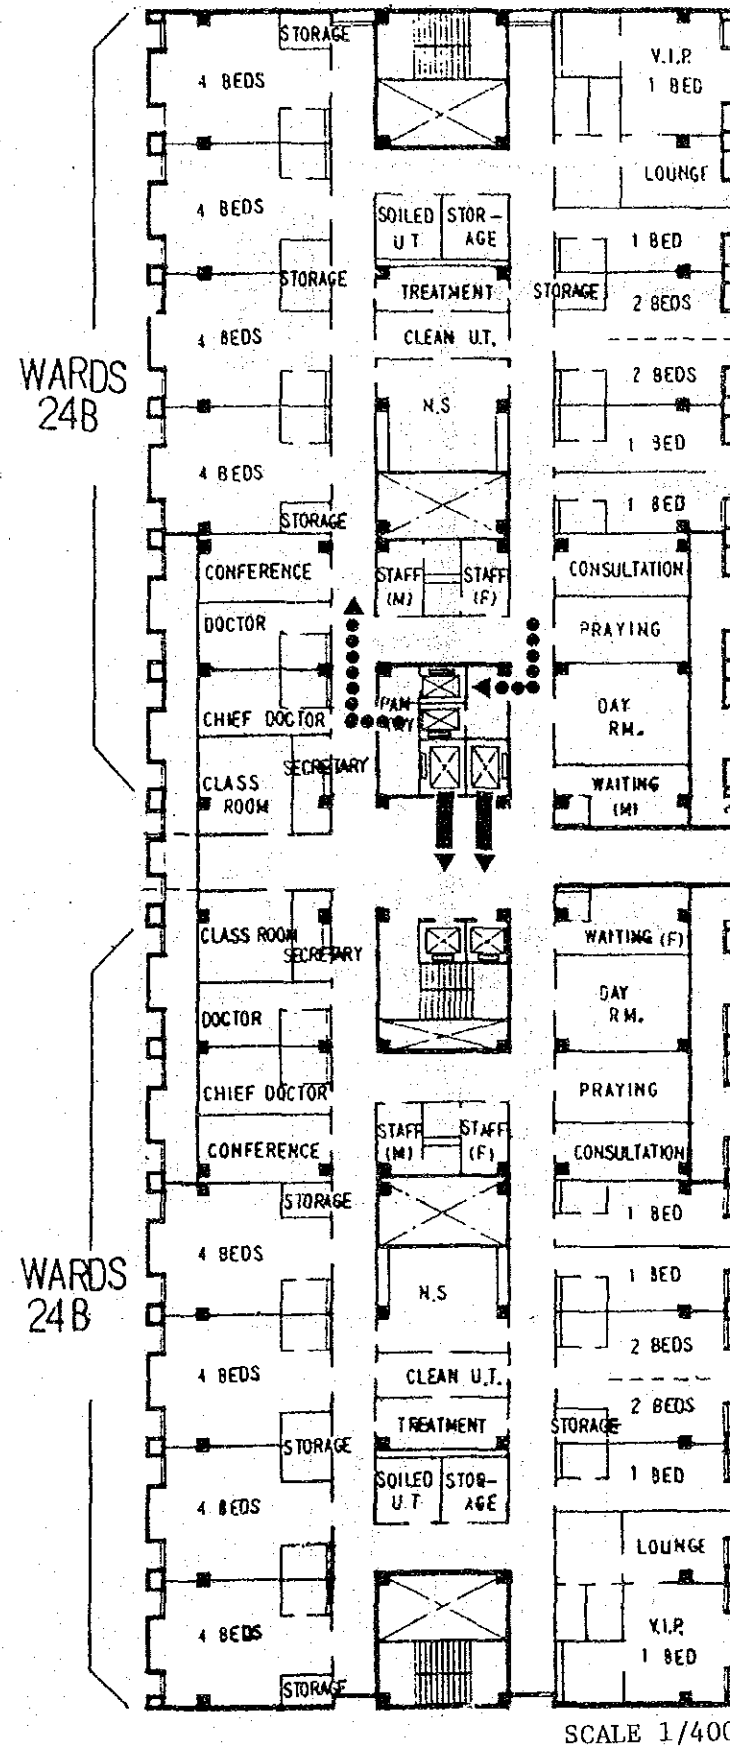 STORAGE
V.I.P.
1 BED
4 BEDS
LOUNGE
4 BEDS
SOILED
U T
STOR-
AGE
1 BED
STORAGE
TREATMENT
STORAGE
2 BEDS
4 BEDS
CLEAN U.T.
WARDS
24B
N.S
2 BEDS
1 BED
4 BEDS
STORAGE
1 BED
CONFERENCE
STAFF
(M)
STAFF
(F)
CONSULTATION
DOCTOR
PRAYING
CHIEF DOCTOR
DAY
RM.
SECRETARY
CLASS
ROOM
WAITING
(M)
CLASS ROOM
SECRETARY
WAITING (F)
DOCTOR
DAY
RM.
CHIEF DOCTOR
PRAYING
CONFERENCE
STAFF
(M)
STAFF
(F)
CONSULTATION
STORAGE
1 BED
4 BEDS
WARDS
24B
N.S
1 BED
2 BEDS
4 BEDS
CLEAN U.T.
2 BEDS
STORAGE
TREATMENT
STORAGE
SOILED
U T
STOR-
AGE
1 BED
4 BEDS
LOUNGE
4 BEDS
V.I.P.
1 BED
STORAGE
SCALE 1/400